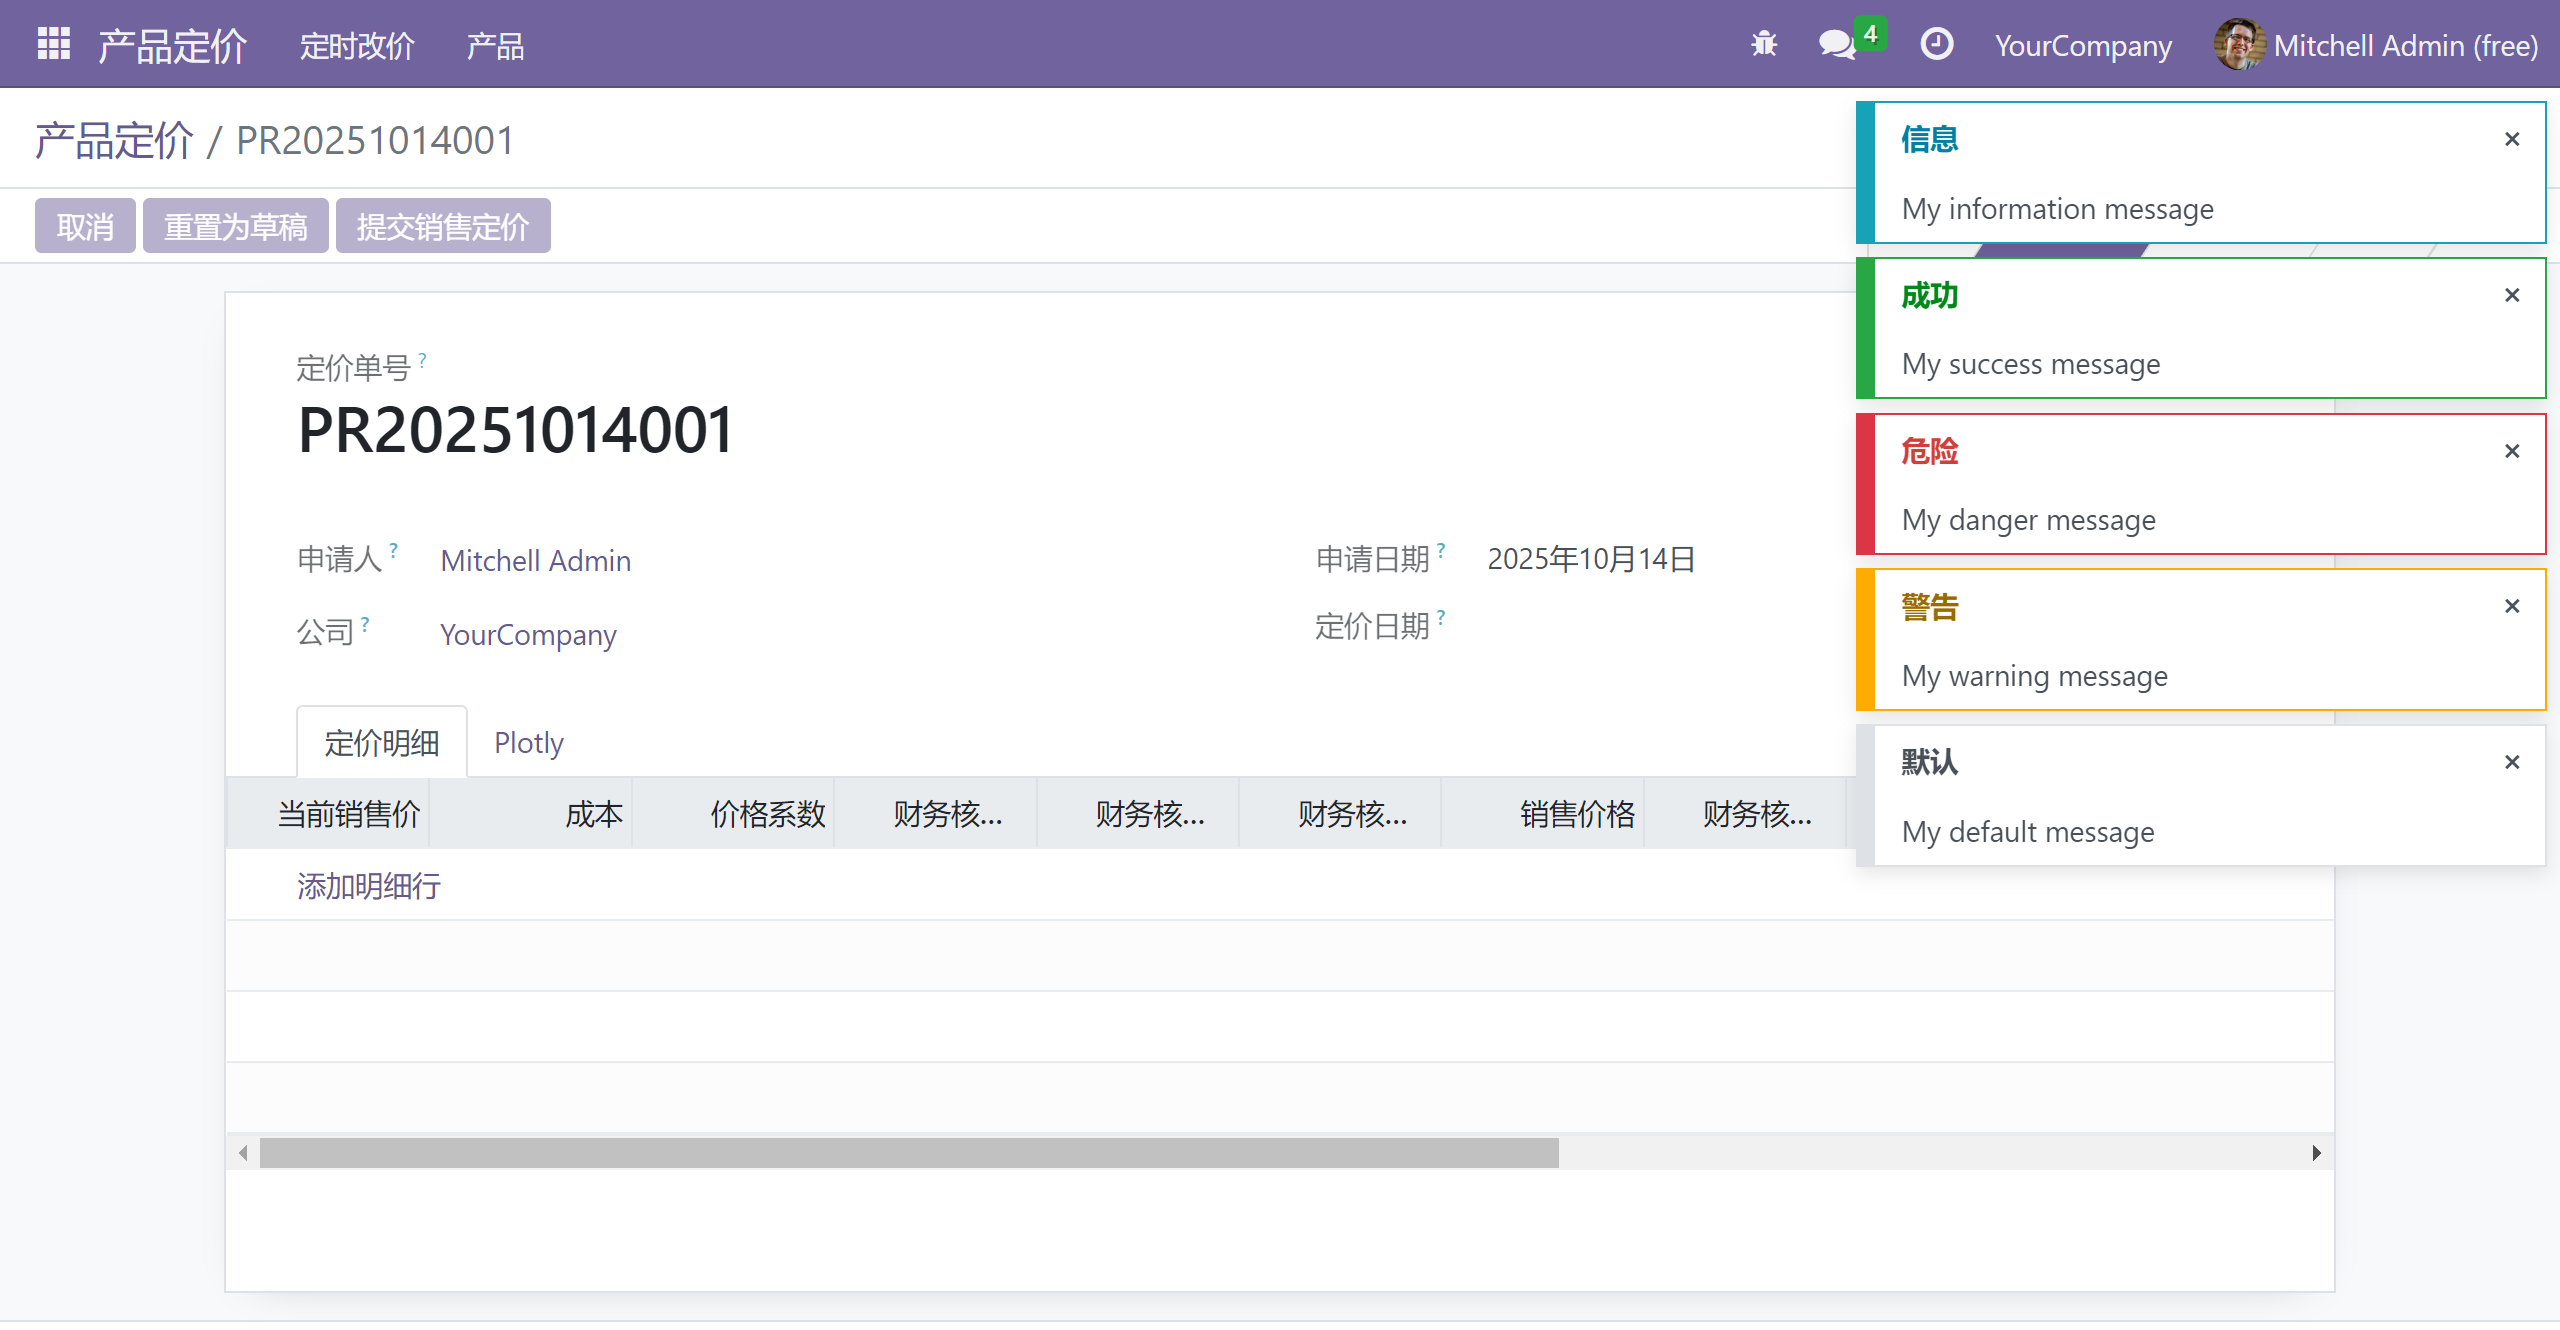 产品定价 定时改价 产品 4 YourCompany Mitchell Admin (free)
产品定价 / PR20251014001
取消 重置为草稿 提交销售定价
信息 ×
My information message
成功 ×
My success message
危险 ×
My danger message
警告 ×
My warning message
默认 ×
My default message
定价单号 ?
PR20251014001
申请人 ? Mitchell Admin
公司 ? YourCompany
申请日期 ? 2025年10月14日
定价日期 ?
定价明细 Plotly
当前销售价 成本 价格系数 财务核... 财务核... 财务核... 销售价格 财务核...
添加明细行